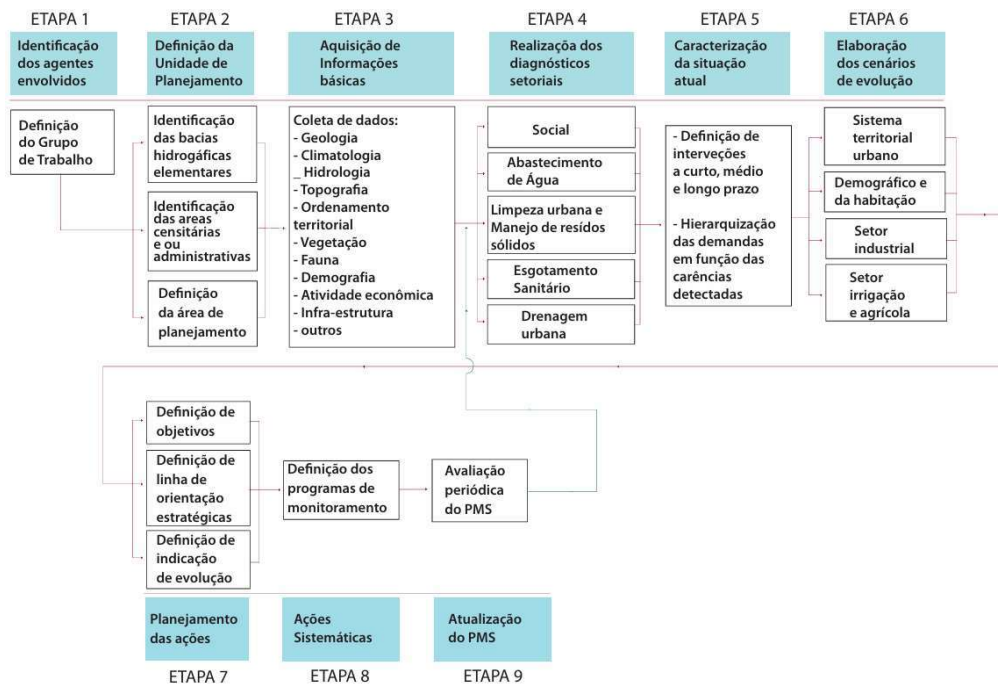 ETAPA 1
Identificação
dos agentes
envolvidos
Definição
do Grupo
de Trabalho
ETAPA 2
Definição da
Unidade de
Planejamento
Identificação
das bacias
hidrogáficas
elementares
Identificação
das areas
censitárias
e ou
administrativas
Definição
da área de
planejamento
ETAPA 3
Aquisição de
Informações
básicas
Coleta de dados:
- Geologia
- Climatologia
_ Hidrologia
- Topografia
- Ordenamento
territorial
- Vegetação
- Fauna
- Demografia
- Atividade econômica
- Infra-estrutura
- outros
ETAPA 4
Realizaçõa dos
diagnósticos
setoriais
Social
Abastecimento
de Água
Limpeza urbana e
Manejo de resídos
sólidos
Esgotamento
Sanitário
Drenagem
urbana
ETAPA 5
Caracterização
da situação
atual
- Definição de
interveções
a curto, médio
e longo prazo
- Hierarquização
das demandas
em função das
carências
detectadas
ETAPA 6
Elaboração
dos cenários
de evolução
Sistema
territorial
urbano
Demográfico e
da habitação
Setor
industrial
Setor
irrigação
e agrícola
Definição de
objetivos
Definição de
linha de
orientação
estratégicas
Definição de
indicação
de evolução
Definição dos
programas de
monitoramento
Avaliação
periódica
do PMS
Planejamento
das ações
ETAPA 7
Ações
Sistemáticas
ETAPA 8
Atualização
do PMS
ETAPA 9